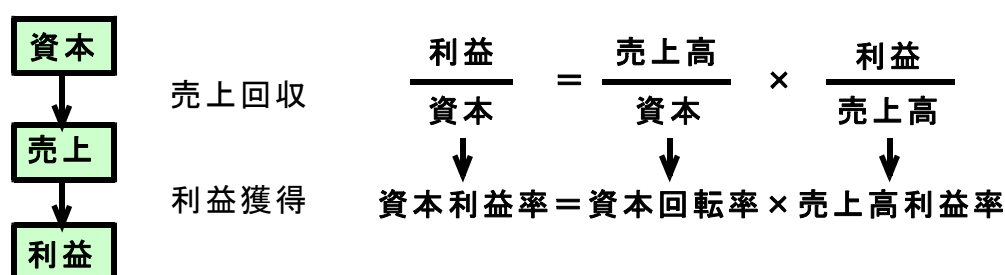 資本
売上回収
売上
利益獲得
利益
利益 = 売上高 × 利益
資本 資本 売上高
資本利益率=資本回転率×売上高利益率